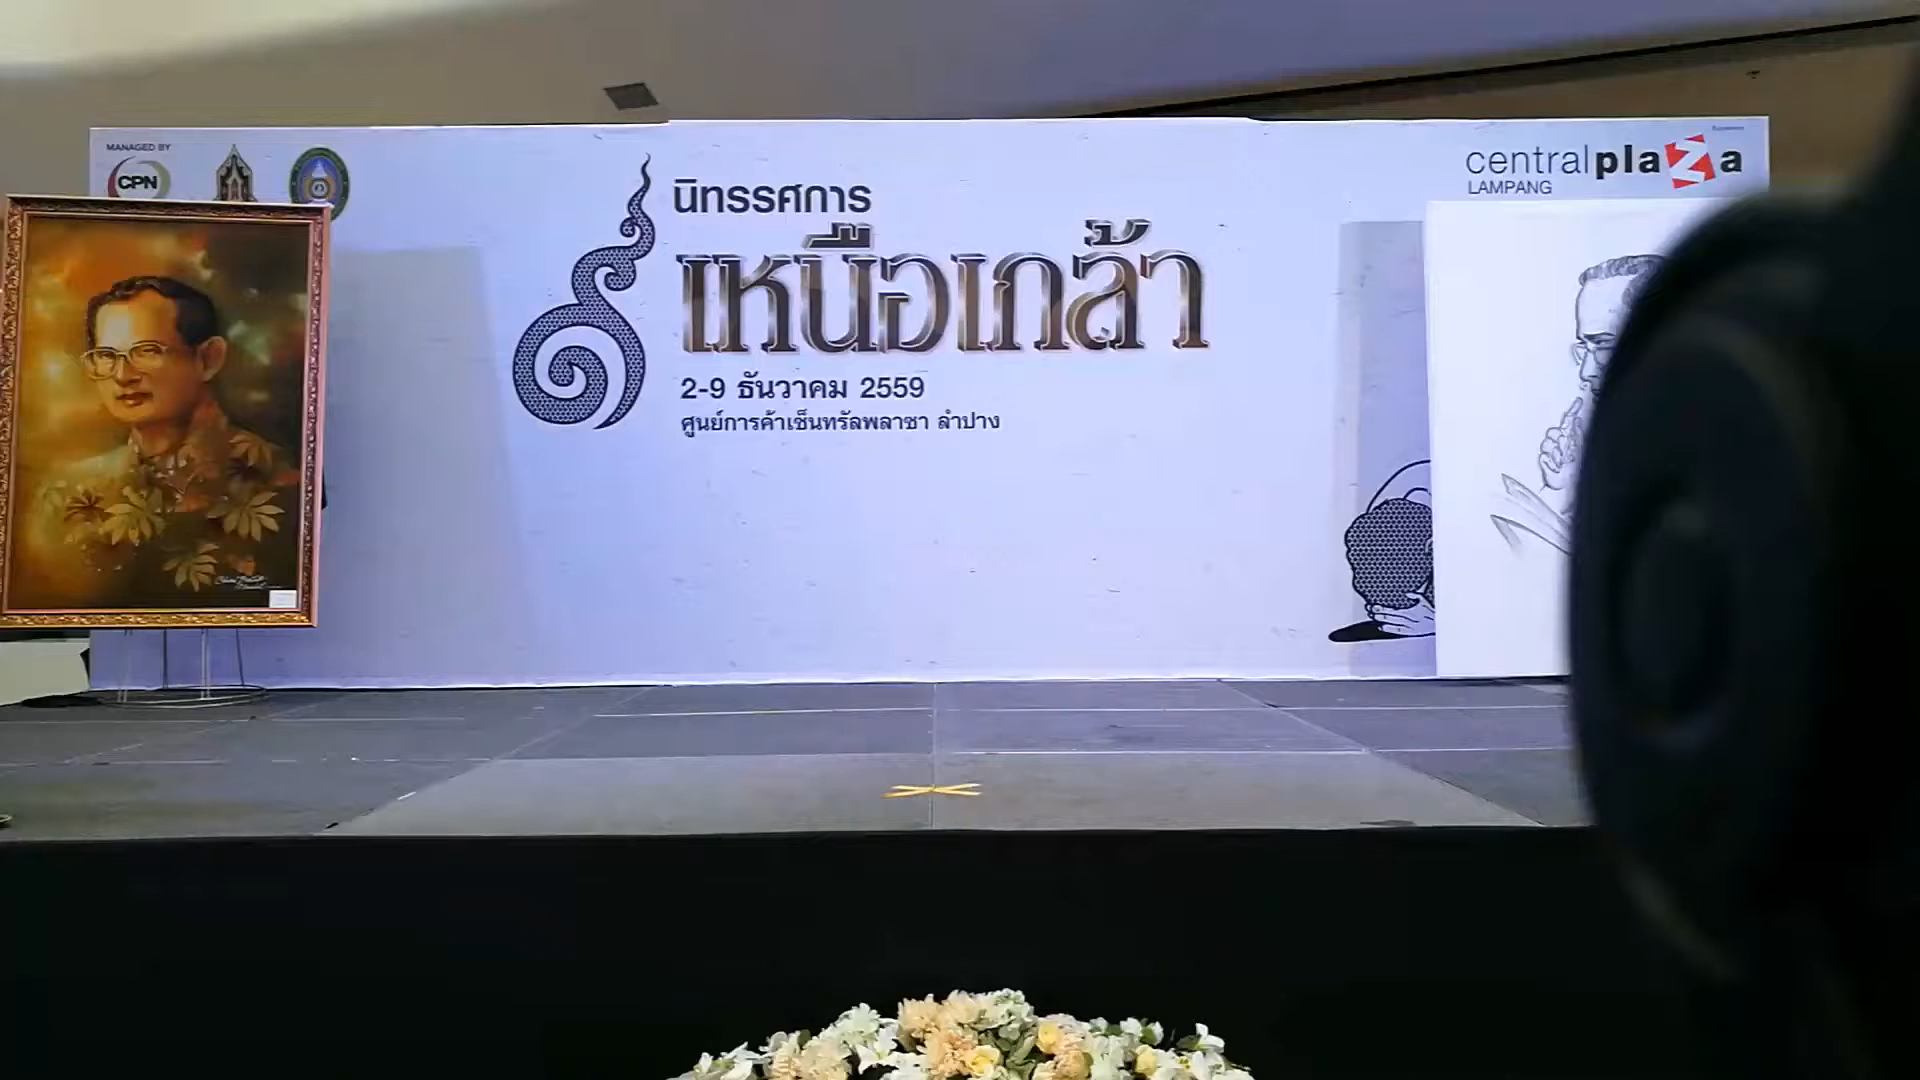 MANAGED BY
CPN
centralplaza
LAMPANG
นิทรรศการ
๙ เหนือเกล้า
2-9 ธันวาคม 2559
ศูนย์การค้าเซ็นทรัลพลาซา ลำปาง